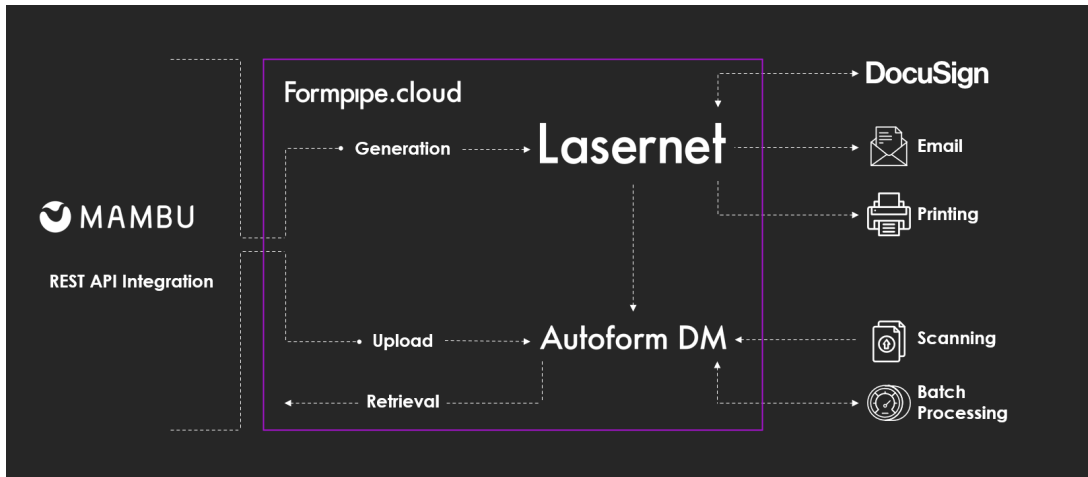 Formpipe.cloud
DocuSign
Generation
Lasernet
Email
MAMBU
Printing
REST API Integration
Upload
Autoform DM
Scanning
Retrieval
Batch
Processing